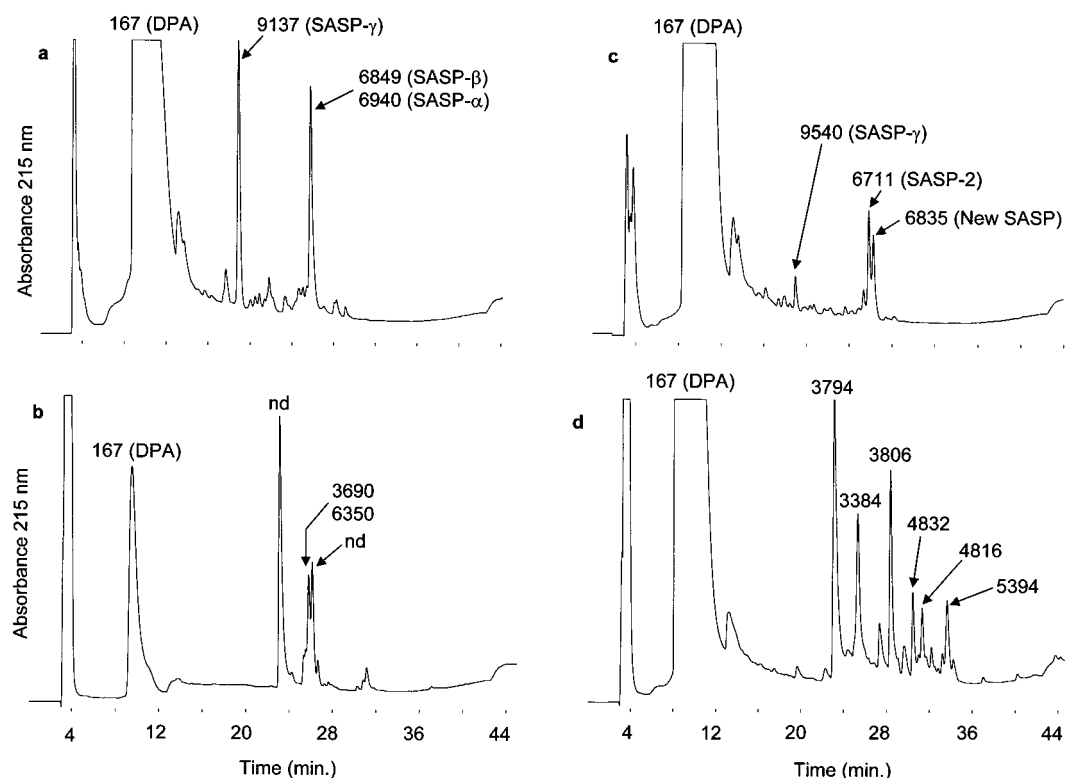 a
167 (DPA)
9137 (SASP-γ)
6849 (SASP-β)
6940 (SASP-α)
Absorbance 215 nm
c
167 (DPA)
9540 (SASP-γ)
6711 (SASP-2)
6835 (New SASP)
b
167 (DPA)
nd
3690
6350
nd
Absorbance 215 nm
4 12 20 28 36 44
Time (min.)
d
167 (DPA)
3794
3384
3806
4832
4816
5394
4 12 20 28 36 44
Time (min.)